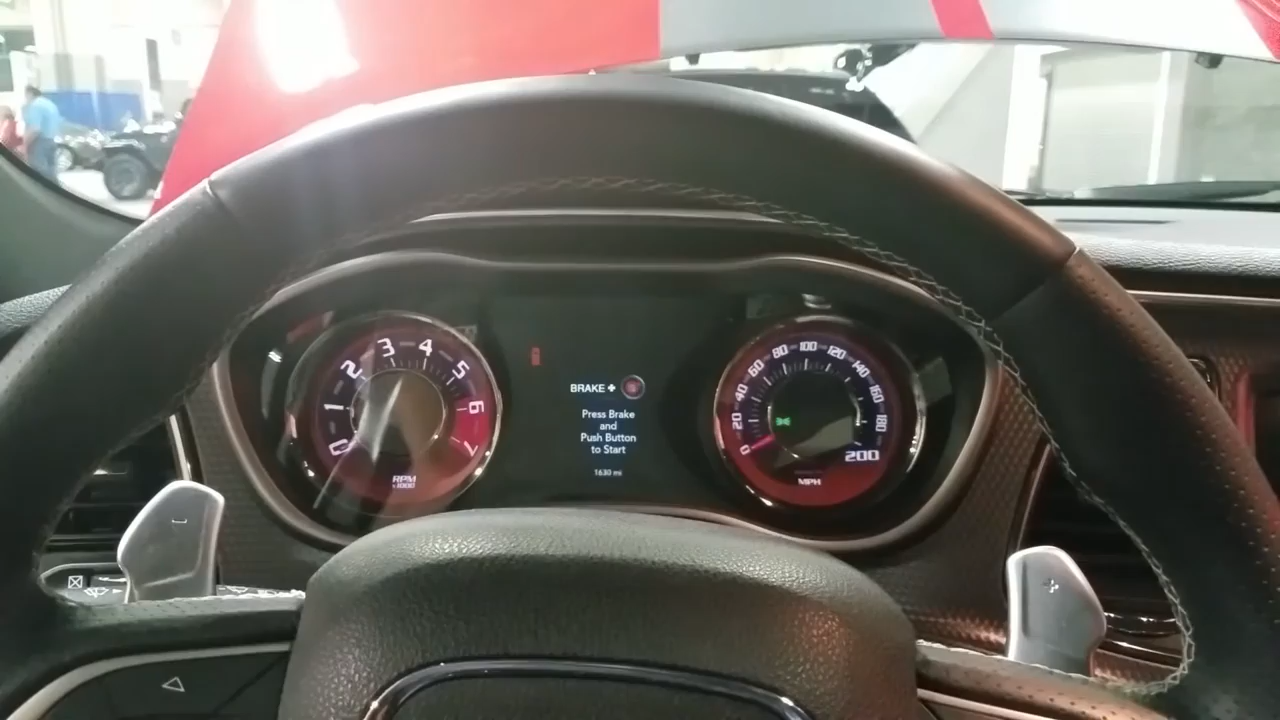 0 1 2 3 4 5 6 7
RPM
x1000
BRAKE +
Press Brake
and
Push Button
to Start
1630 mi
0 20 40 60 80 100 120 140 160 180 200
MPH
-
+